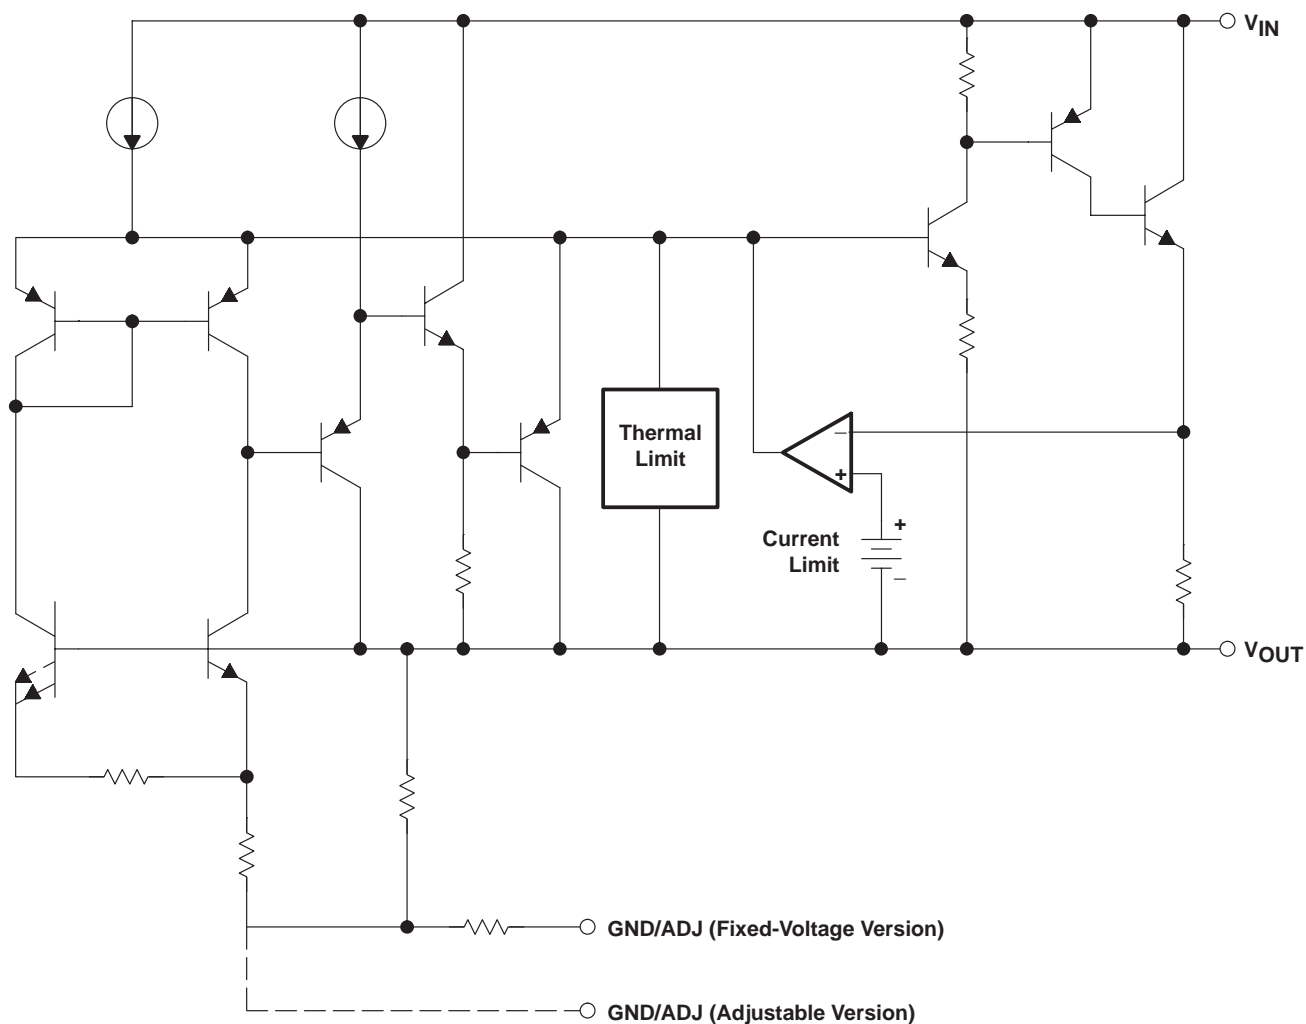 VIN
Thermal
Limit
−
+
Current
Limit
+
−
VOUT
GND/ADJ (Fixed-Voltage Version)
GND/ADJ (Adjustable Version)